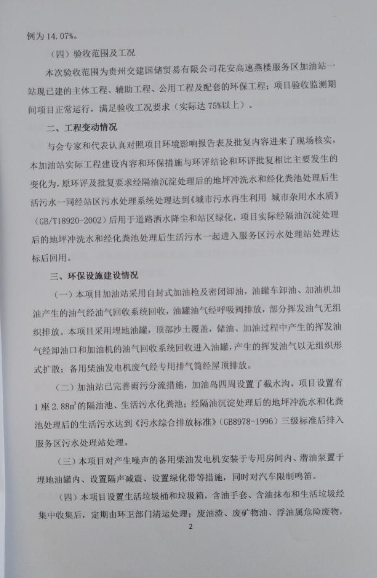 例为 14.07%。
（四）验收范围及工况
本次验收范围为贵州交建国储贸易有限公司花安高速燕楼服务区加油站一
站现已建的主体工程、辅助工程、公用工程及配套的环保工程；项目验收监测期
间项目正常运行，满足验收工况要求（实际达 75%以上）。
二、工程变动情况
与会专家和代表认真对照项目环境影响报告表及批复内容进来了现场核实，
本加油站实际工程建设内容和环保措施与环评结论和环评批复相比主要发生的
变化为，原环评及批复要求经隔油沉淀处理后的地坪冲洗水和经化粪池处理后生
活污水一同经站区污水处理系统处理达到《城市污水再生利用 城市杂用水水质》
（GB/T18920-2002）后用于道路洒水降尘和站区绿化，项目实际经隔油沉淀处理
后的地坪冲洗水和经化粪池处理后生活污水一起进入服务区污水处理站处理达
标后回用。
三、环保设施建设情况
（一）本项目加油站采用自封式加油枪及密闭卸油，油罐车卸油、加油机加
油产生的油气经油气回收系统回收，油罐油气经呼吸阀排放，部分挥发油气无组
织排放。本项目采用埋地油罐，顶部沙土覆盖，储油、加油过程中产生的挥发油
气经卸油口和加油机的油气回收系统回收进入油罐，产生的挥发油气以无组织形
式扩散；备用柴油发电机废气经专用排气筒经屋顶排放。
（二）加油站已完善雨污分流措施，加油岛四周设置了截水沟。项目设置有
1 座 2.88m³的隔油池、生活污水化粪池；经隔油沉淀处理后的地坪冲洗水和化粪
池处理后的生活污水达到《污水综合排放标准》（GB8978-1996）三级标准后排入
服务区污水处理站处理。
（三）本项目对产生噪声的备用柴油发电机安装于专用房间内、潜油泵置于
埋地油罐内、设置隔声减震、设置绿化带等措施，同时对汽车限制鸣笛。
（四）本项目设置生活垃圾桶和垃圾箱，含油手套、含油抹布和生活垃圾经
集中收集后，定期由环卫部门清运处理；废油渣、废矿物油、浮油属危险废物，
2